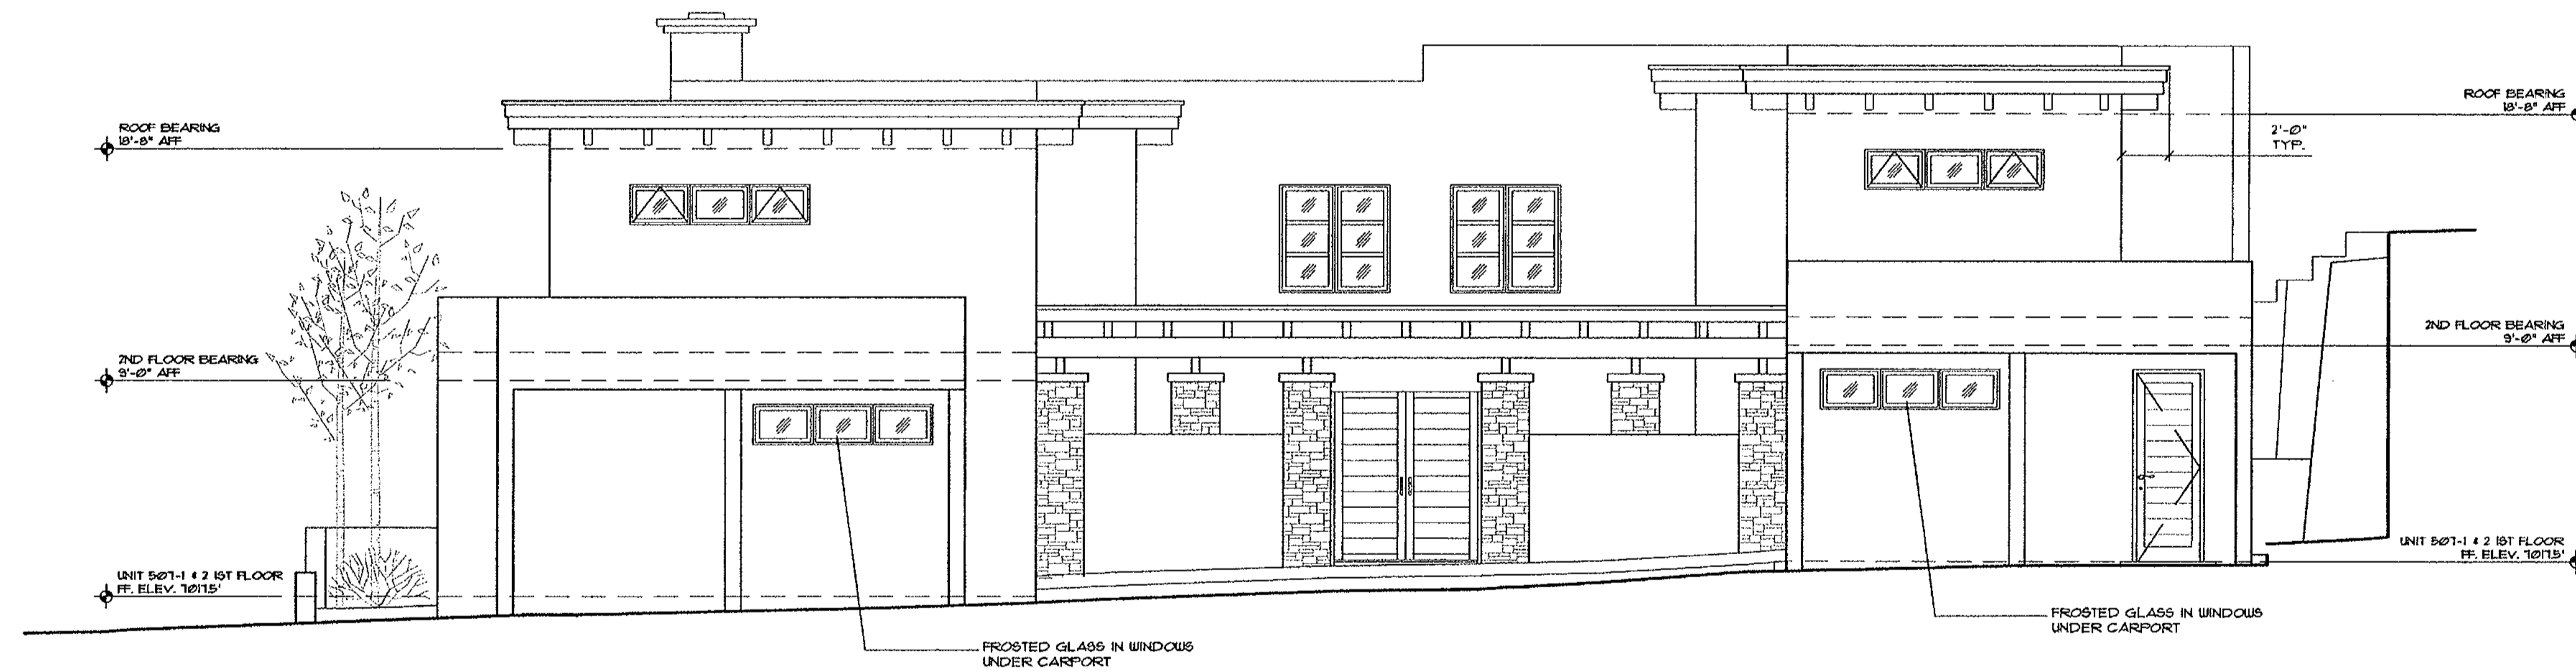 ROOF BEARING
18'-8" AFF
ROOF BEARING
18'-8" AFF
2'-0"
TYP.
2ND FLOOR BEARING
9'-0" AFF
2ND FLOOR BEARING
9'-0" AFF
UNIT 507-1 & 2 1ST FLOOR
FF. ELEV. 7017.5'
UNIT 507-1 & 2 1ST FLOOR
FF. ELEV. 7017.5'
FROSTED GLASS IN WINDOWS
UNDER CARPORT
FROSTED GLASS IN WINDOWS
UNDER CARPORT